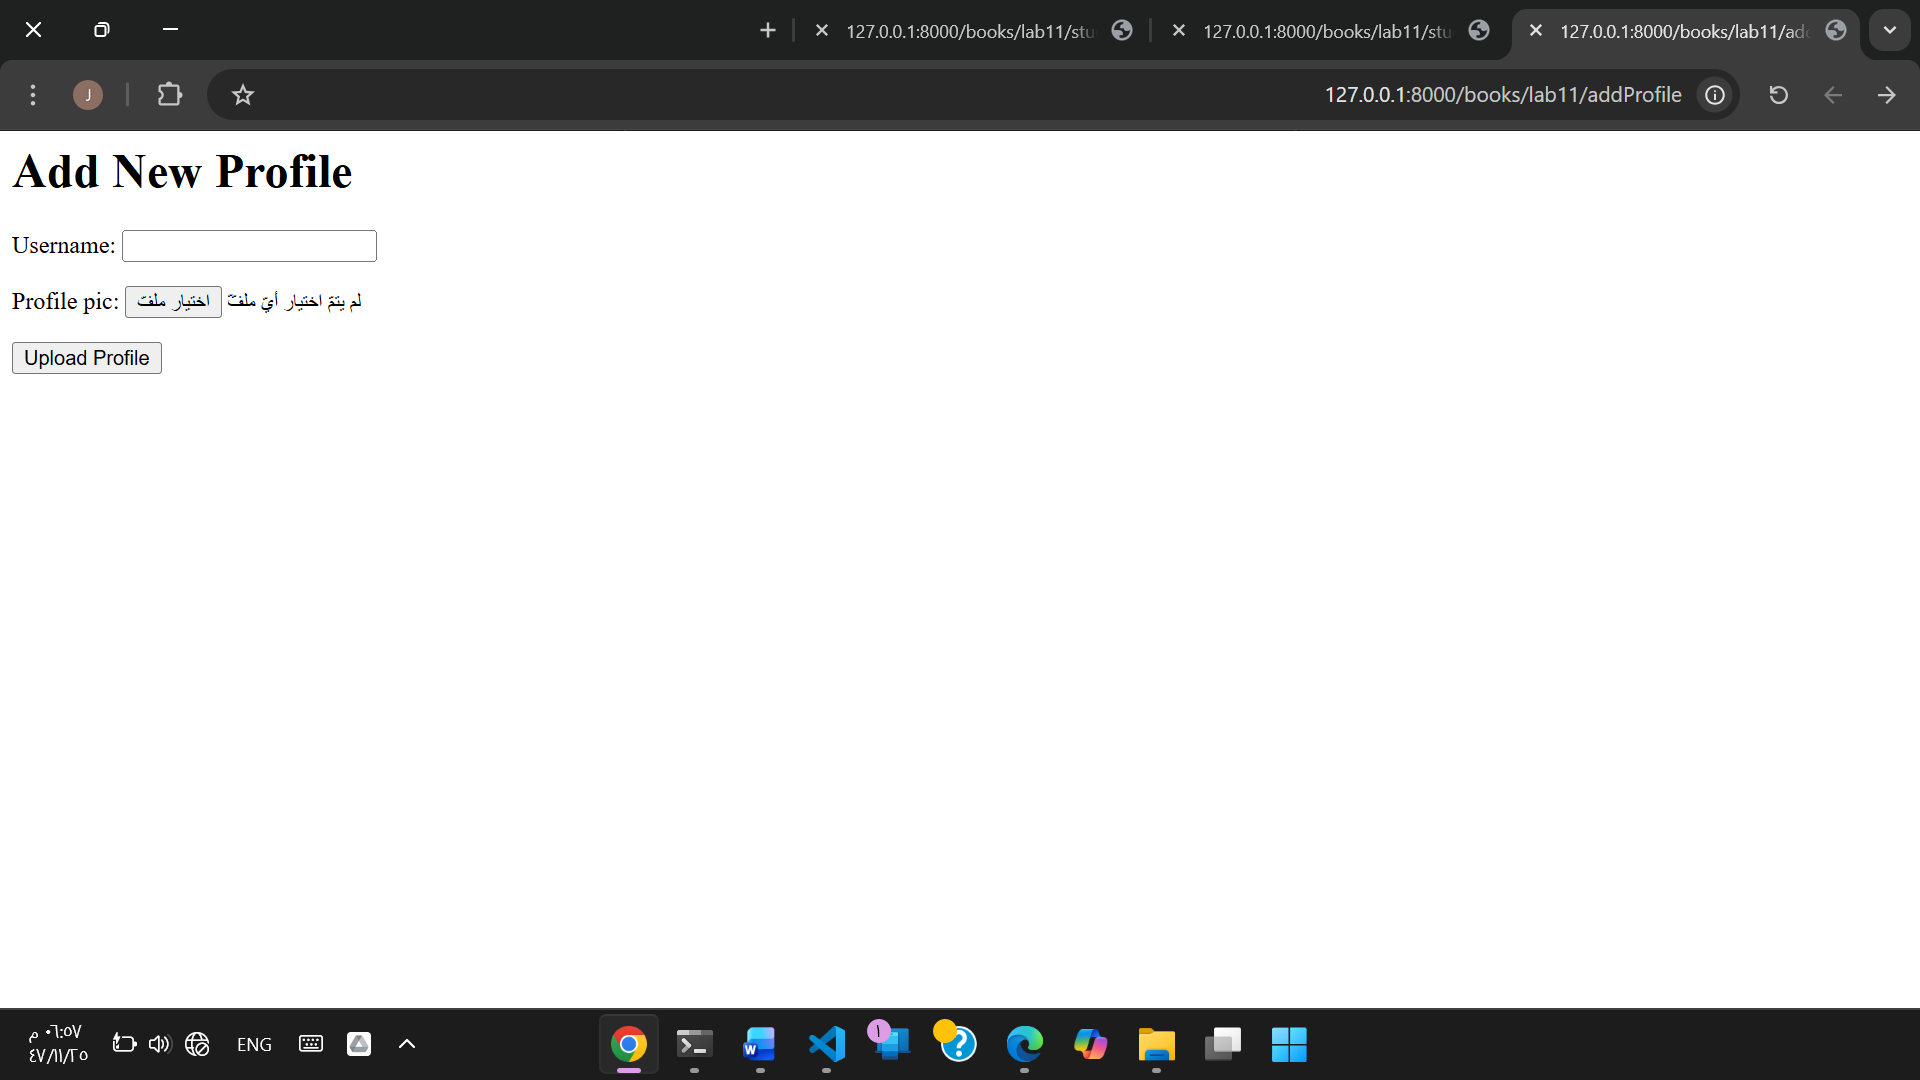 127.0.0.1:8000/books/lab11/stu
127.0.0.1:8000/books/lab11/stu
127.0.0.1:8000/books/lab11/add
J
127.0.0.1:8000/books/lab11/addProfile
Add New Profile
Username:
Profile pic: اختيار ملفّ لم يتمّ اختيار أيّ ملفّ
Upload Profile
٠٦:٥٧ م
٤٧/١١/٢٥
ENG
W
١
?